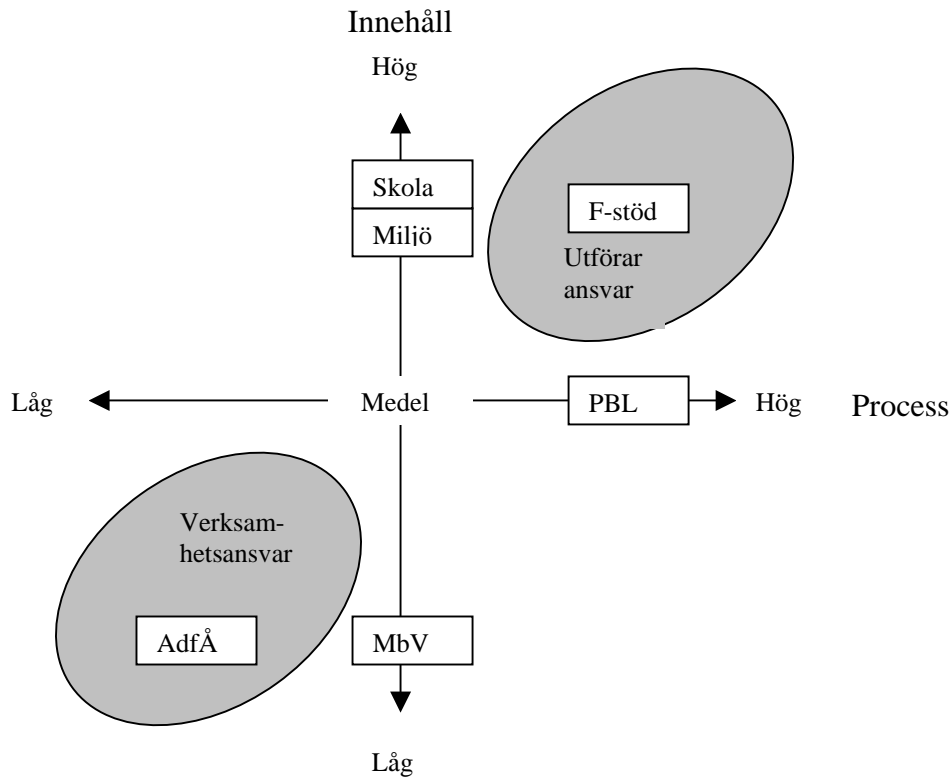 Innehåll
Hög
Skola
Miljö
F-stöd
Utförar
ansvar
Låg
Medel
PBL
Hög
Process
Verksam-
hetsansvar
AdfÅ
MbV
Låg